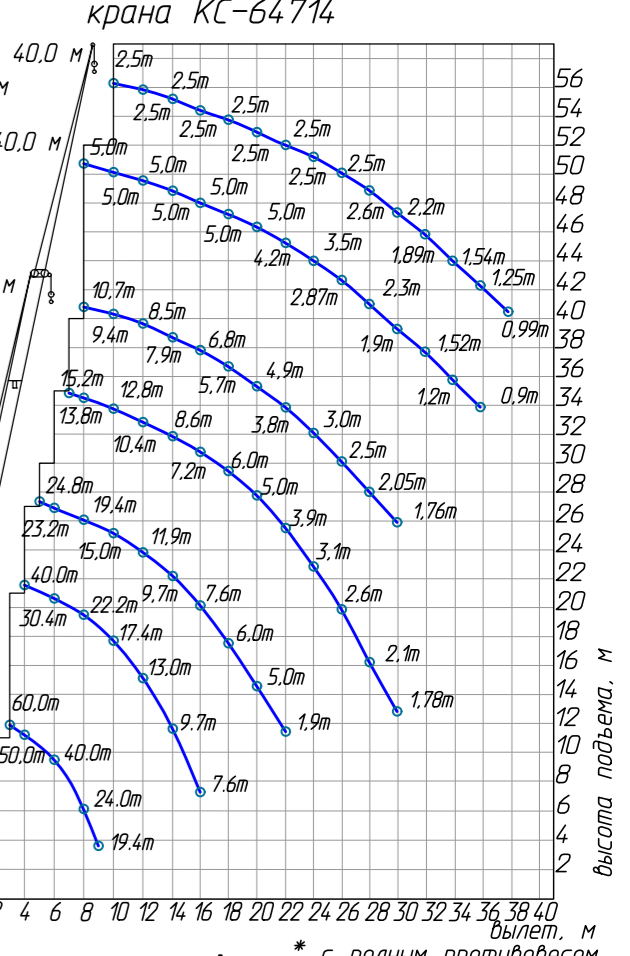 крана КС-64714
40,0 м
м
40,0 м
м
2,5т 2,5т 2,5т 2,5т 2,5т 2,5т 2,5т 2,5т 2,5т 2,6т 2,2т 1,89т 1,54т 1,25т 0,99т
5,0т 5,0т 5,0т 5,0т 5,0т 5,0т 5,0т 4,2т 3,5т 2,87т 2,3т 1,9т 1,52т 1,2т 0,9т
10,7т 9,4т 8,5т 7,9т 6,8т 5,7т 4,9т 3,8т 3,0т 2,5т 2,05т 1,76т
15,2т 13,8т 12,8т 10,4т 8,6т 7,2т 6,0т 5,0т 3,9т 3,1т 2,6т 2,1т 1,78т
24.8т 23,2т 19,4т 15,0т 11,9т 9,7т 7,6т 6,0т 5,0т 1,9т
40.0т 30.4т 22.2т 17.4т 13,0т 9.7т 7.6т
60.0т 50.0т 40.0т 24.0т 19.4т
56
54
52
50
48
46
44
42
40
38
36
34
32
30
28
26
24
22
20
18
16
14
12
10
8
6
4
2
высота подъема, м
4 6 8 10 12 14 16 18 20 22 24 26 28 30 32 34 36 38 40
вылет, м
* с полным противовесом